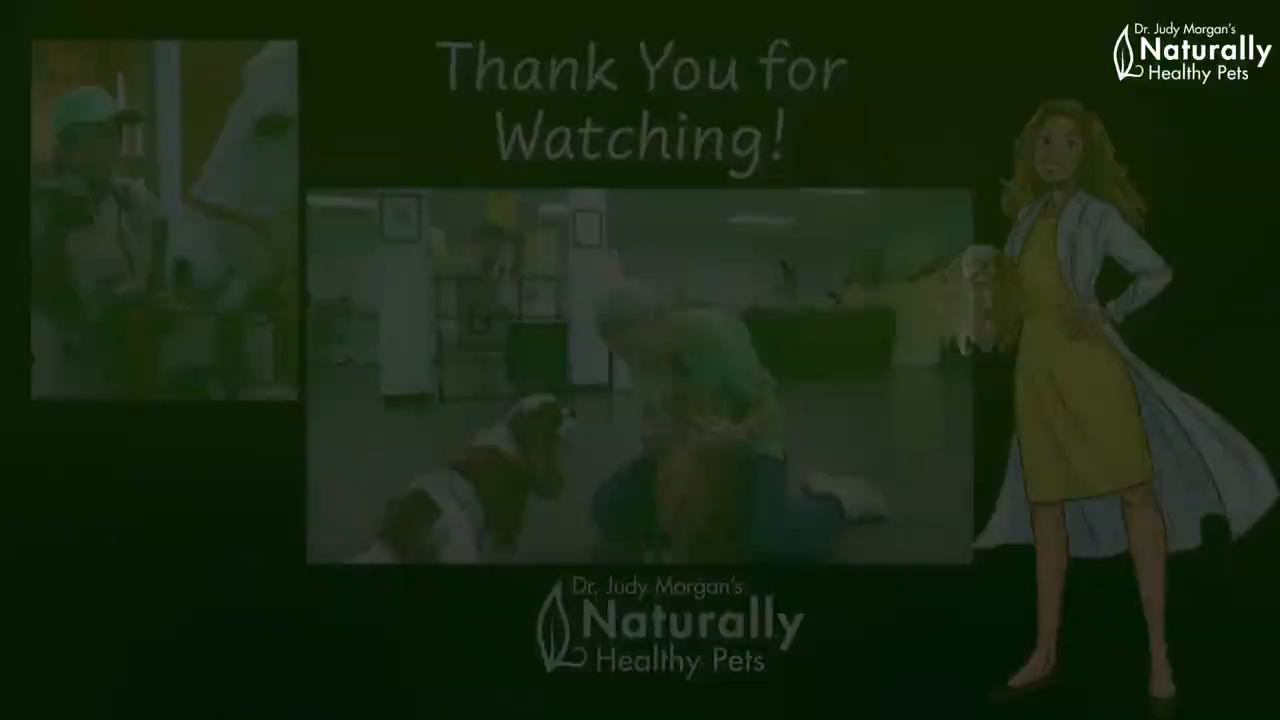 Dr. Judy Morgan's
Naturally
Healthy Pets
Thank You for
Watching!
Dr. Judy Morgan's
Naturally
Healthy Pets